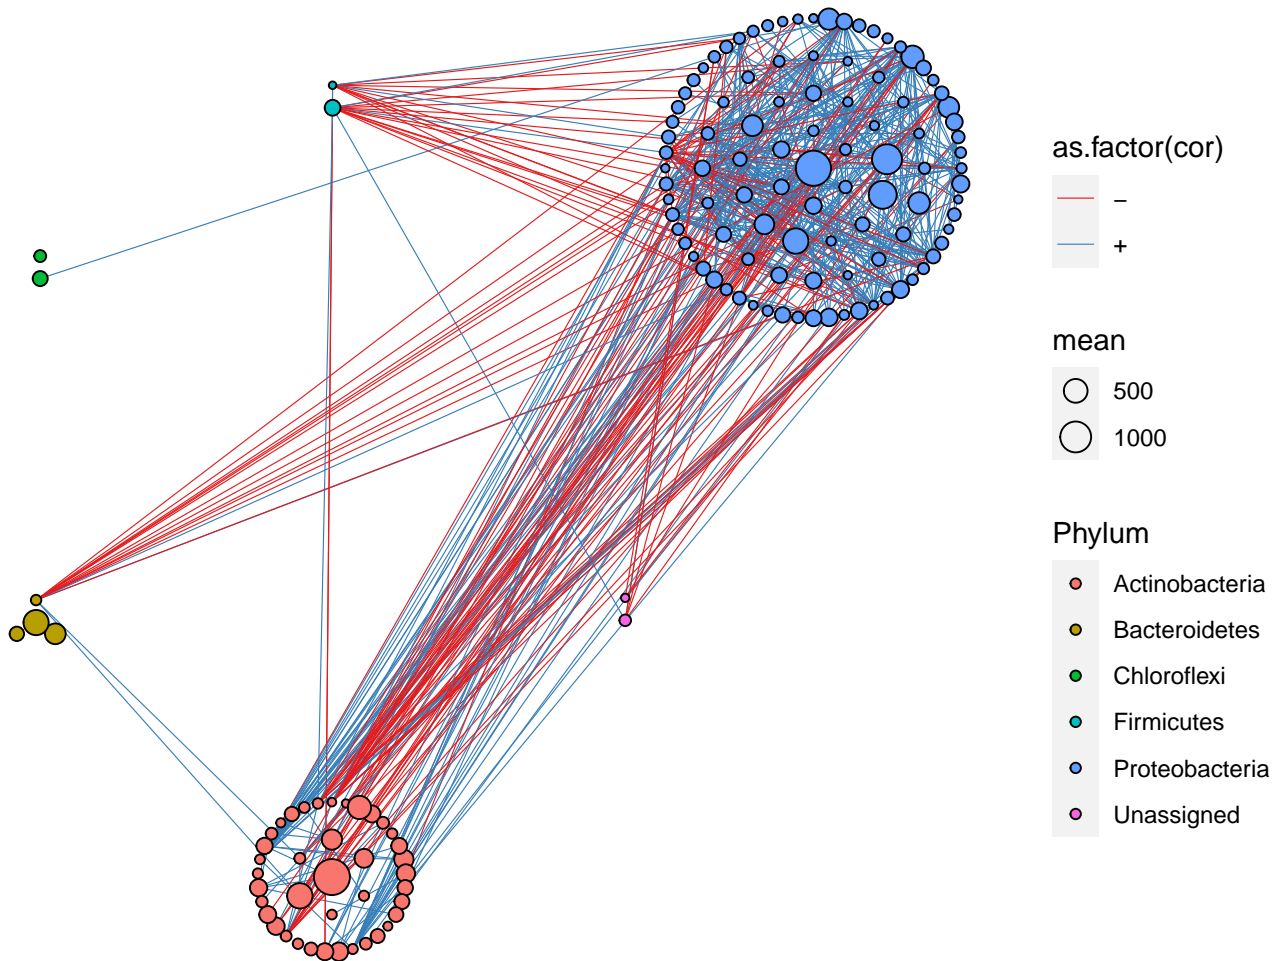 as.factor(cor)
–
+
mean
500
1000
Phylum
Actinobacteria
Bacteroidetes
Chloroflexi
Firmicutes
Proteobacteria
Unassigned